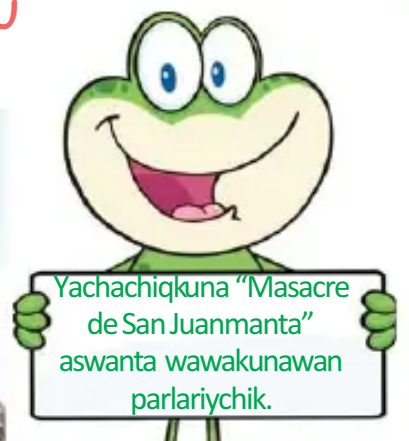 Yachachiqkuna “Masacre
de San Juanmanta”
aswanta wawakunawan
parlariychik.